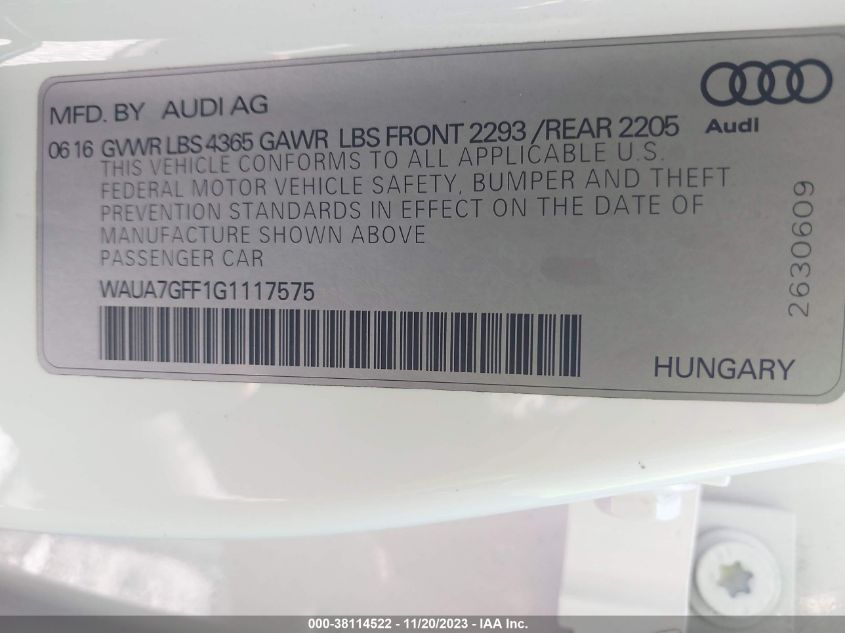 MFD. BY AUDI AG
Audi
06 16 GVWR LBS 4365 GAWR LBS FRONT 2293 /REAR 2205
THIS VEHICLE CONFORMS TO ALL APPLICABLE U.S.
FEDERAL MOTOR VEHICLE SAFETY, BUMPER AND THEFT
PREVENTION STANDARDS IN EFFECT ON THE DATE OF
MANUFACTURE SHOWN ABOVE
PASSENGER CAR
WAUA7GFF1G1117575
HUNGARY
2630609
000-38114522 - 11/20/2023 - IAA Inc.